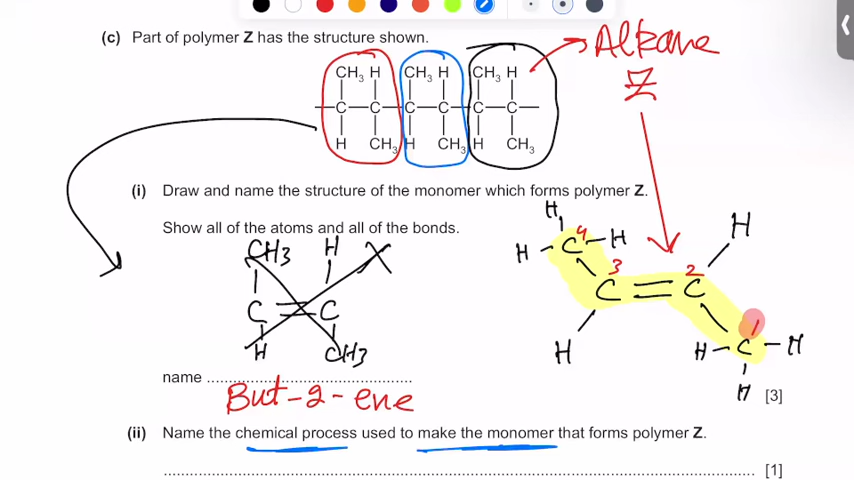 (c) Part of polymer Z has the structure shown.
Alkane
Z
CH3 H CH3 H CH3 H
C C C C C C
H CH3 H CH3 H CH3
(i) Draw and name the structure of the monomer which forms polymer Z.
Show all of the atoms and all of the bonds.
CH3 H X
C = C
H CH3
H
H C 4 H H
3 2
C = C
1
H H C H
H
name ................................................
But-2-ene
[3]
(ii) Name the chemical process used to make the monomer that forms polymer Z.
[1]